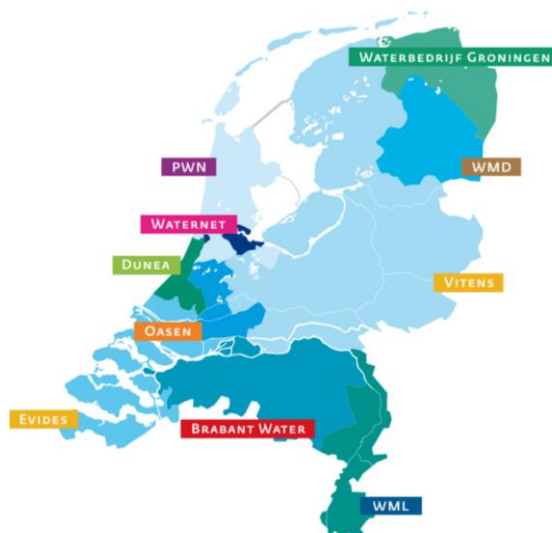 Waterbedrijf Groningen
PWN
WMD
Waternet
Dunea
Vitens
Oasen
Evides
Brabant Water
WML